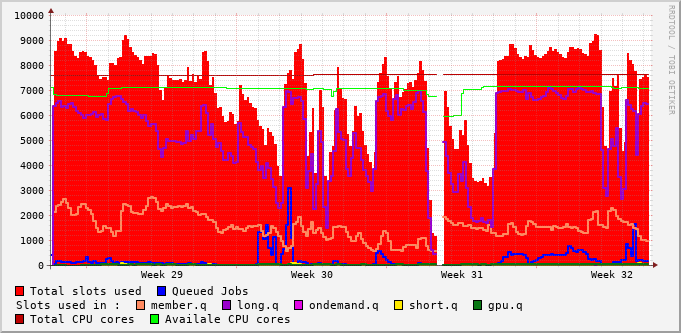 10000
9000
8000
7000
6000
5000
4000
3000
2000
1000
0
Week 29 Week 30 Week 31 Week 32
RRDTOOL / TOBI OETIKER
Total slots used Queued Jobs
Slots used in : member.q long.q ondemand.q short.q gpu.q
Total CPU cores Availale CPU cores